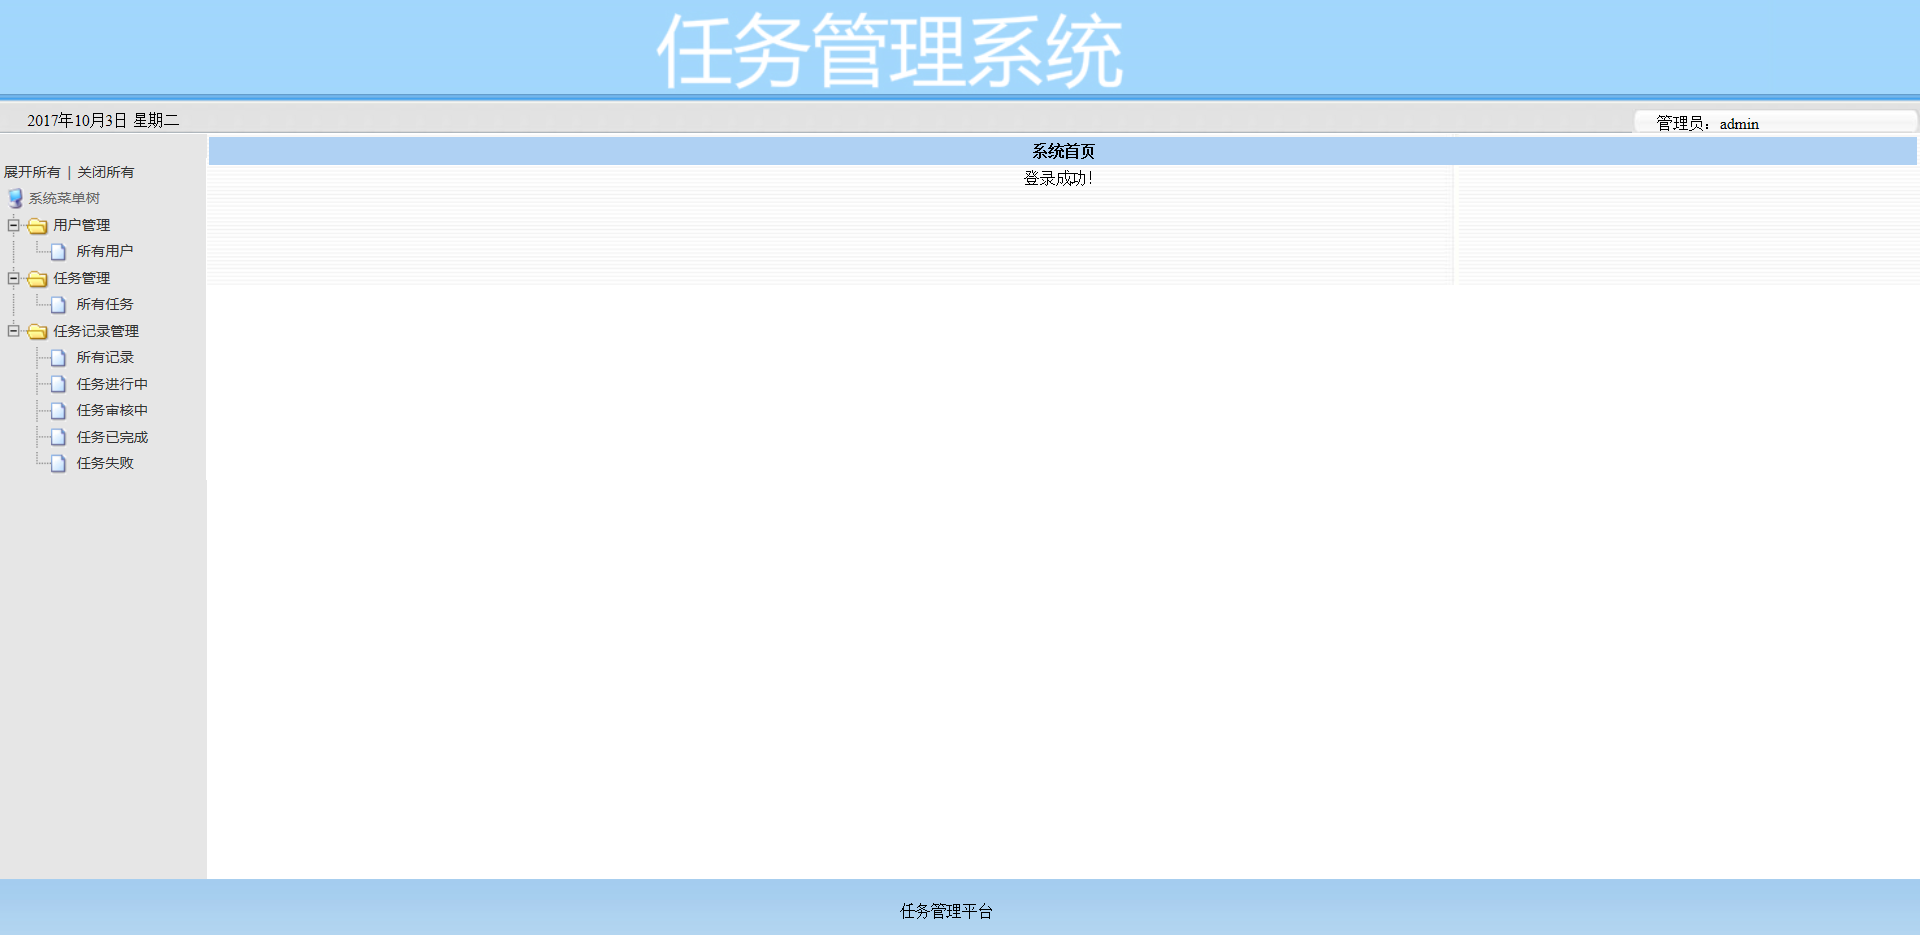 任务管理系统
2017年10月3日 星期二
管理员：admin
展开所有 | 关闭所有
系统菜单树
用户管理
所有用户
任务管理
所有任务
任务记录管理
所有记录
任务进行中
任务审核中
任务已完成
任务失败
系统首页
登录成功!
任务管理平台